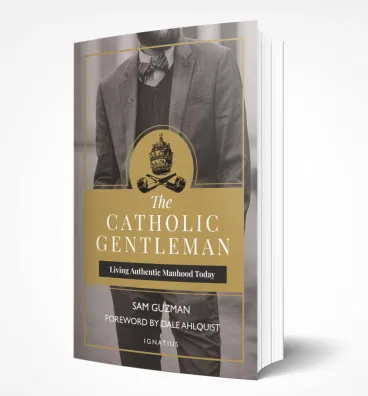 The
CATHOLIC
GENTLEMAN
Living Authentic Manhood Today
SAM GUZMAN
FOREWORD BY DALE AHLQUIST
IGNATIUS